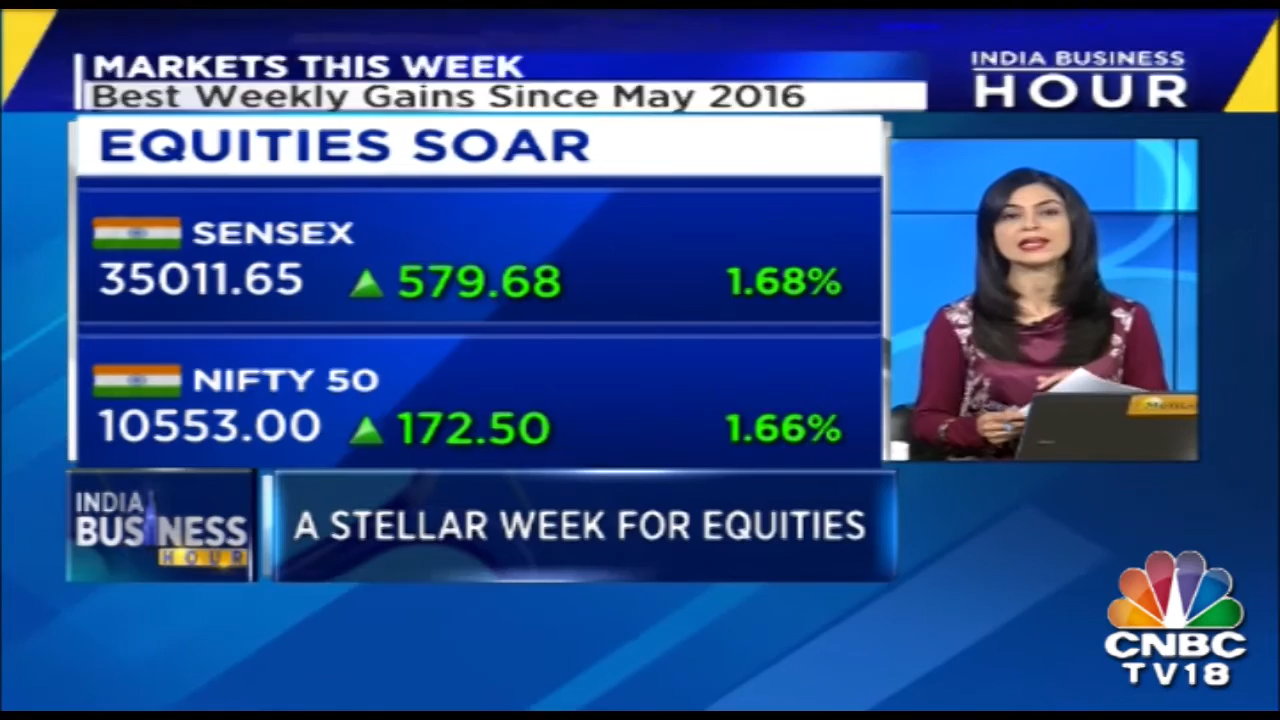 MARKETS THIS WEEK
Best Weekly Gains Since May 2016
INDIA BUSINESS
HOUR
EQUITIES SOAR
SENSEX
35011.65 ▲ 579.68 1.68%
NIFTY 50
10553.00 ▲ 172.50 1.66%
INDIA
BUSINESS
HOUR
A STELLAR WEEK FOR EQUITIES
CNBC
TV18